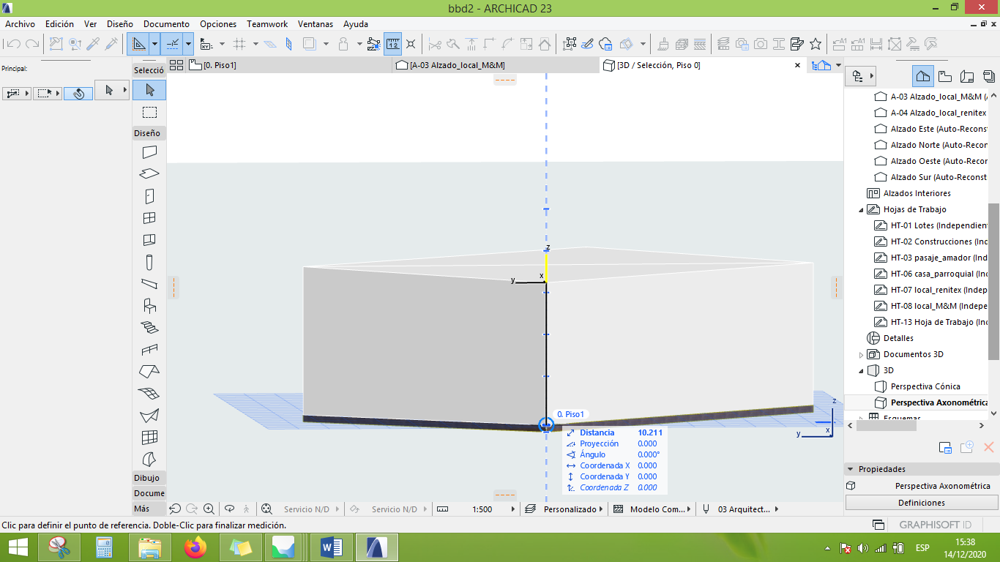 bbd2 - ARCHICAD 23
Archivo Edición Ver Diseño Documento Opciones Teamwork Ventanas Ayuda
Principal:
Selecció
[0. Piso1]
[A-03 Alzado_local_M&M]
[3D / Selección, Piso 0]
Diseño
Dibujo
Docume
Más
z
x
y
0. Piso1
Distancia 10.211
Proyección 0.000
Ángulo 0.000°
Coordenada X 0.000
Coordenada Y 0.000
Coordenada Z 0.000
z
x
y
A-03 Alzado_local_M&M (
A-04 Alzado_local_renitex
Alzado Este (Auto-Reconst
Alzado Norte (Auto-Recor
Alzado Oeste (Auto-Recor
Alzado Sur (Auto-Reconst
Alzados Interiores
Hojas de Trabajo
HT-01 Lotes (Independien
HT-02 Construcciones (Inc
HT-03 pasaje_amador (Ind
HT-06 casa_parroquial (Ind
HT-07 local_renitex (Indep
HT-08 local_M&M (Indepe
HT-13 Hoja de Trabajo (Inc
Detalles
Documentos 3D
3D
Perspectiva Cónica
Perspectiva Axonométrica
Esquemas
Propiedades
Perspectiva Axonométrica
Definiciones
Servicio N/D
Servicio N/D
1:500
Personalizado
Modelo Com...
03 Arquitect...
Clic para definir el punto de referencia. Doble-Clic para finalizar medición.
GRAPHISOFT ID
ESP
15:38
14/12/2020